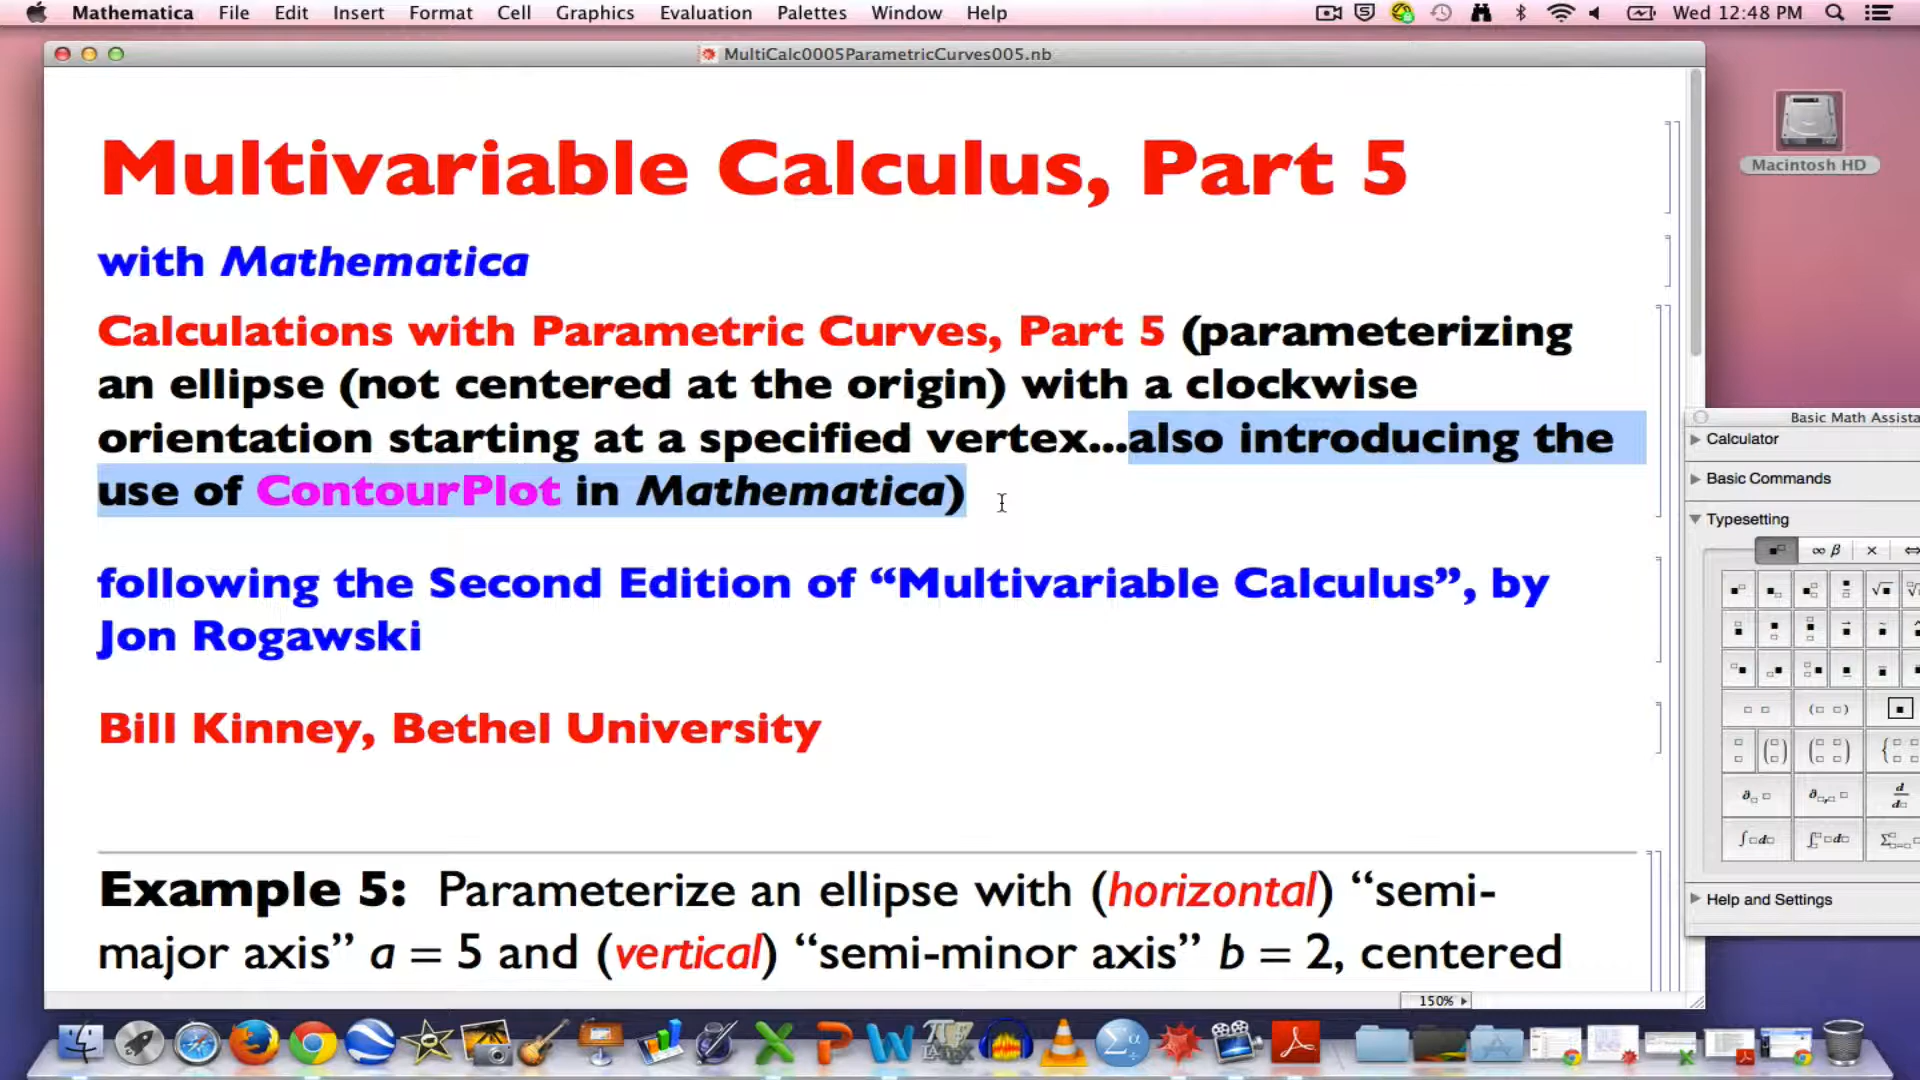 Mathematica File Edit Insert Format Cell Graphics Evaluation Palettes Window Help Wed 12:48 PM
MultiCalc0005ParametricCurves005.nb
Multivariable Calculus, Part 5
Macintosh HD
with Mathematica
Calculations with Parametric Curves, Part 5 (parameterizing
an ellipse (not centered at the origin) with a clockwise
orientation starting at a specified vertex...also introducing the
use of ContourPlot in Mathematica)
following the Second Edition of “Multivariable Calculus”, by
Jon Rogawski
Bill Kinney, Bethel University
Example 5: Parameterize an ellipse with (horizontal) “semi-
major axis” a = 5 and (vertical) “semi-minor axis” b = 2, centered
150%
Basic Math Assista
Calculator
Basic Commands
Typesetting
∞ β
Help and Settings